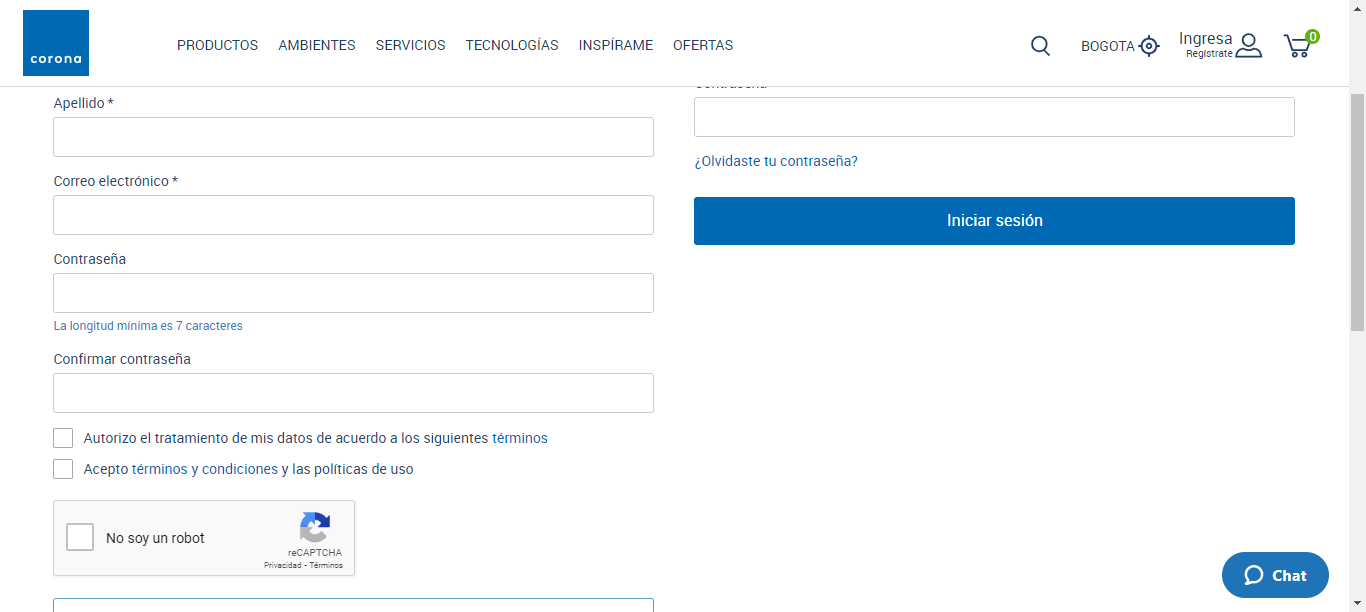 corona
PRODUCTOS AMBIENTES SERVICIOS TECNOLOGÍAS INSPÍRAME OFERTAS
BOGOTA
Ingresa
Regístrate
0
Apellido *
Correo electrónico *
Contraseña
La longitud mínima es 7 caracteres
Confirmar contraseña
Autorizo el tratamiento de mis datos de acuerdo a los siguientes términos
Acepto términos y condiciones y las políticas de uso
No soy un robot
reCAPTCHA
Privacidad - Términos
Contraseña
¿Olvidaste tu contraseña?
Iniciar sesión
Chat